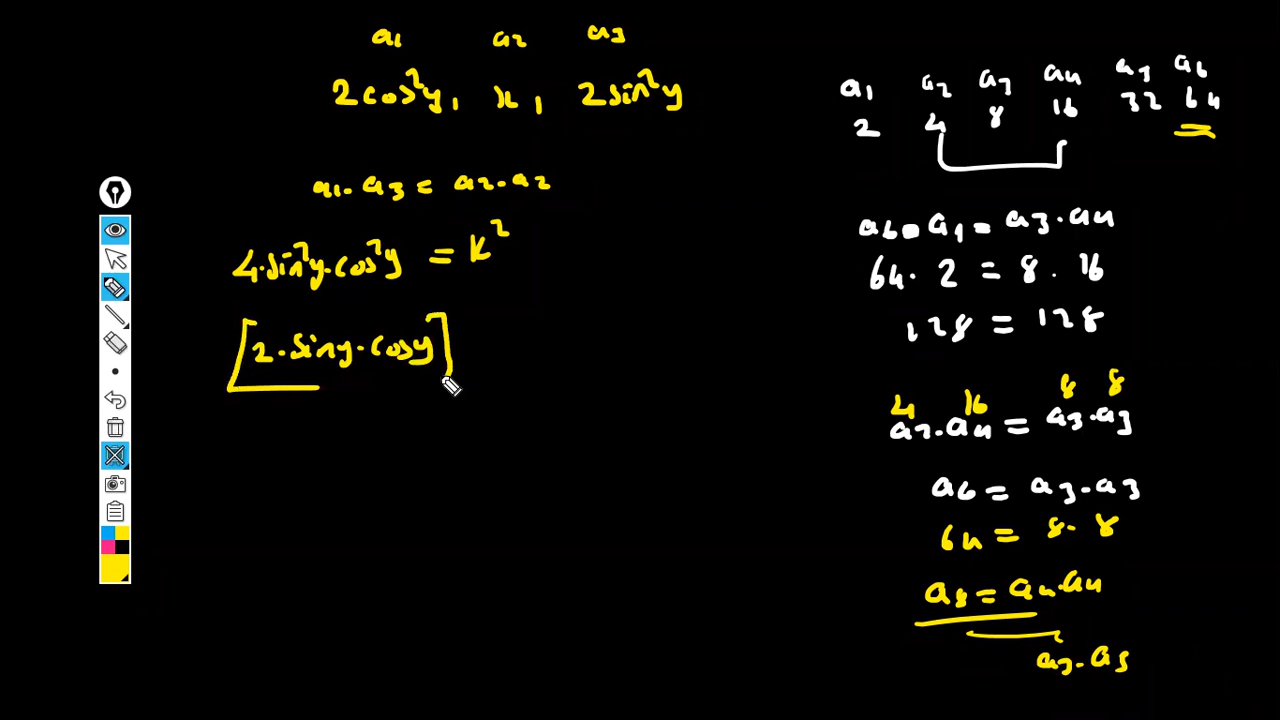 a1 a2 a3
2cos²y, k, 2sin²y
a1. a3 = a2. a2
4.sin²y.cos²y = k²
[2.siny.cosy]
a1 a2 a3 a4 a5 a6
2 4 8 16 32 64
a6 . a1 = a3.a4
64. 2 = 8 . 16
128 = 128
4 16 8 8
a2.a4 = a3.a3
a6 = a3.a3
64 = 8. 8
a8 = a4.a4
a3.a5